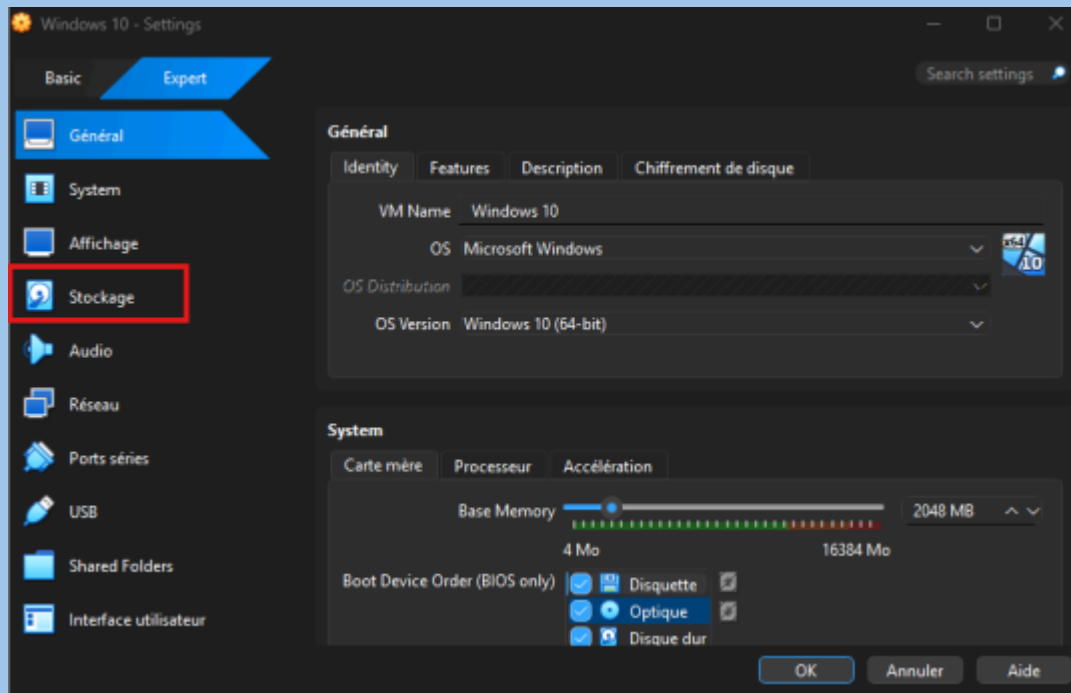 Windows 10 - Settings
Basic
Expert
Search settings
Général
System
Affichage
Stockage
Audio
Réseau
Ports séries
USB
Shared Folders
Interface utilisateur
Général
Identity Features Description Chiffrement de disque
VM Name Windows 10
OS Microsoft Windows
x64
10
OS Distribution
OS Version Windows 10 (64-bit)
System
Carte mère Processeur Accélération
Base Memory 2048 MB
4 Mo 16384 Mo
Boot Device Order (BIOS only) Disquette
Optique
Disque dur
OK Annuler Aide